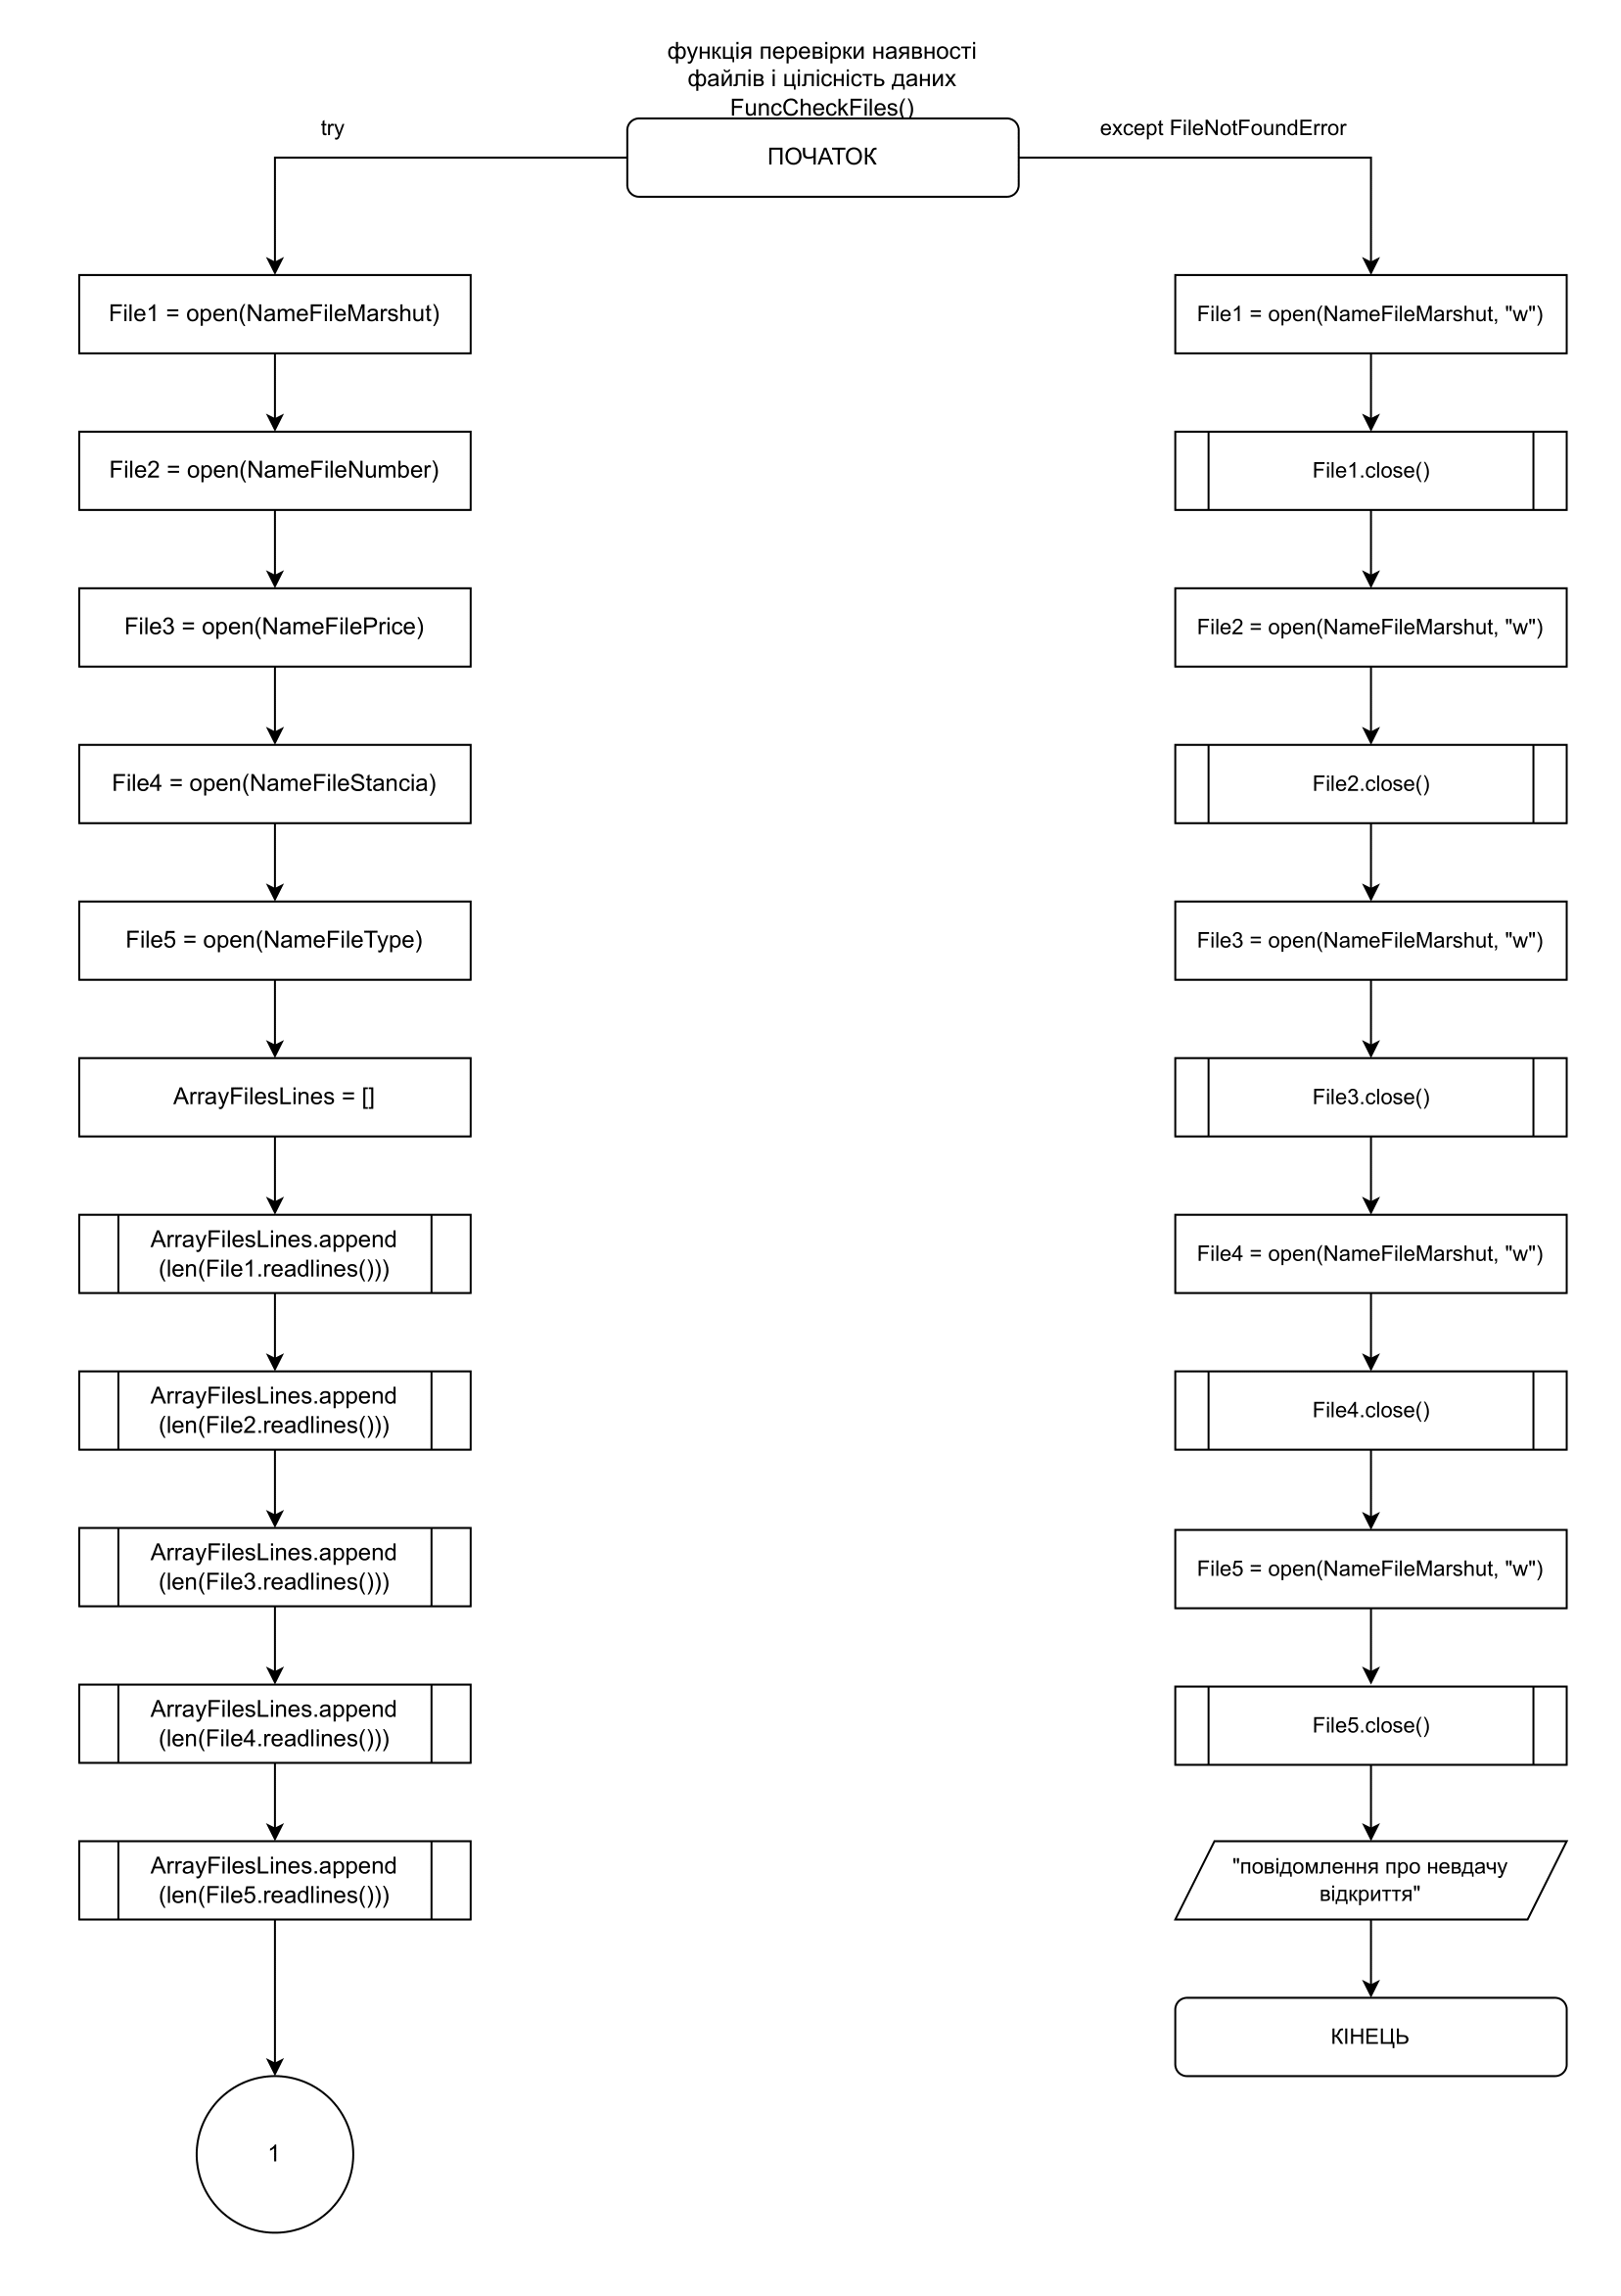 функція перевірки наявності
файлів і цілісність даних
FuncCheckFiles()
try
ПОЧАТОК
except FileNotFoundError
File1 = open(NameFileMarshut)
File2 = open(NameFileNumber)
File3 = open(NameFilePrice)
File4 = open(NameFileStancia)
File5 = open(NameFileType)
ArrayFilesLines = []
ArrayFilesLines.append
(len(File1.readlines()))
ArrayFilesLines.append
(len(File2.readlines()))
ArrayFilesLines.append
(len(File3.readlines()))
ArrayFilesLines.append
(len(File4.readlines()))
ArrayFilesLines.append
(len(File5.readlines()))
1
File1 = open(NameFileMarshut, "w")
File1.close()
File2 = open(NameFileMarshut, "w")
File2.close()
File3 = open(NameFileMarshut, "w")
File3.close()
File4 = open(NameFileMarshut, "w")
File4.close()
File5 = open(NameFileMarshut, "w")
File5.close()
"повідомлення про невдачу
відкриття"
КІНЕЦЬ